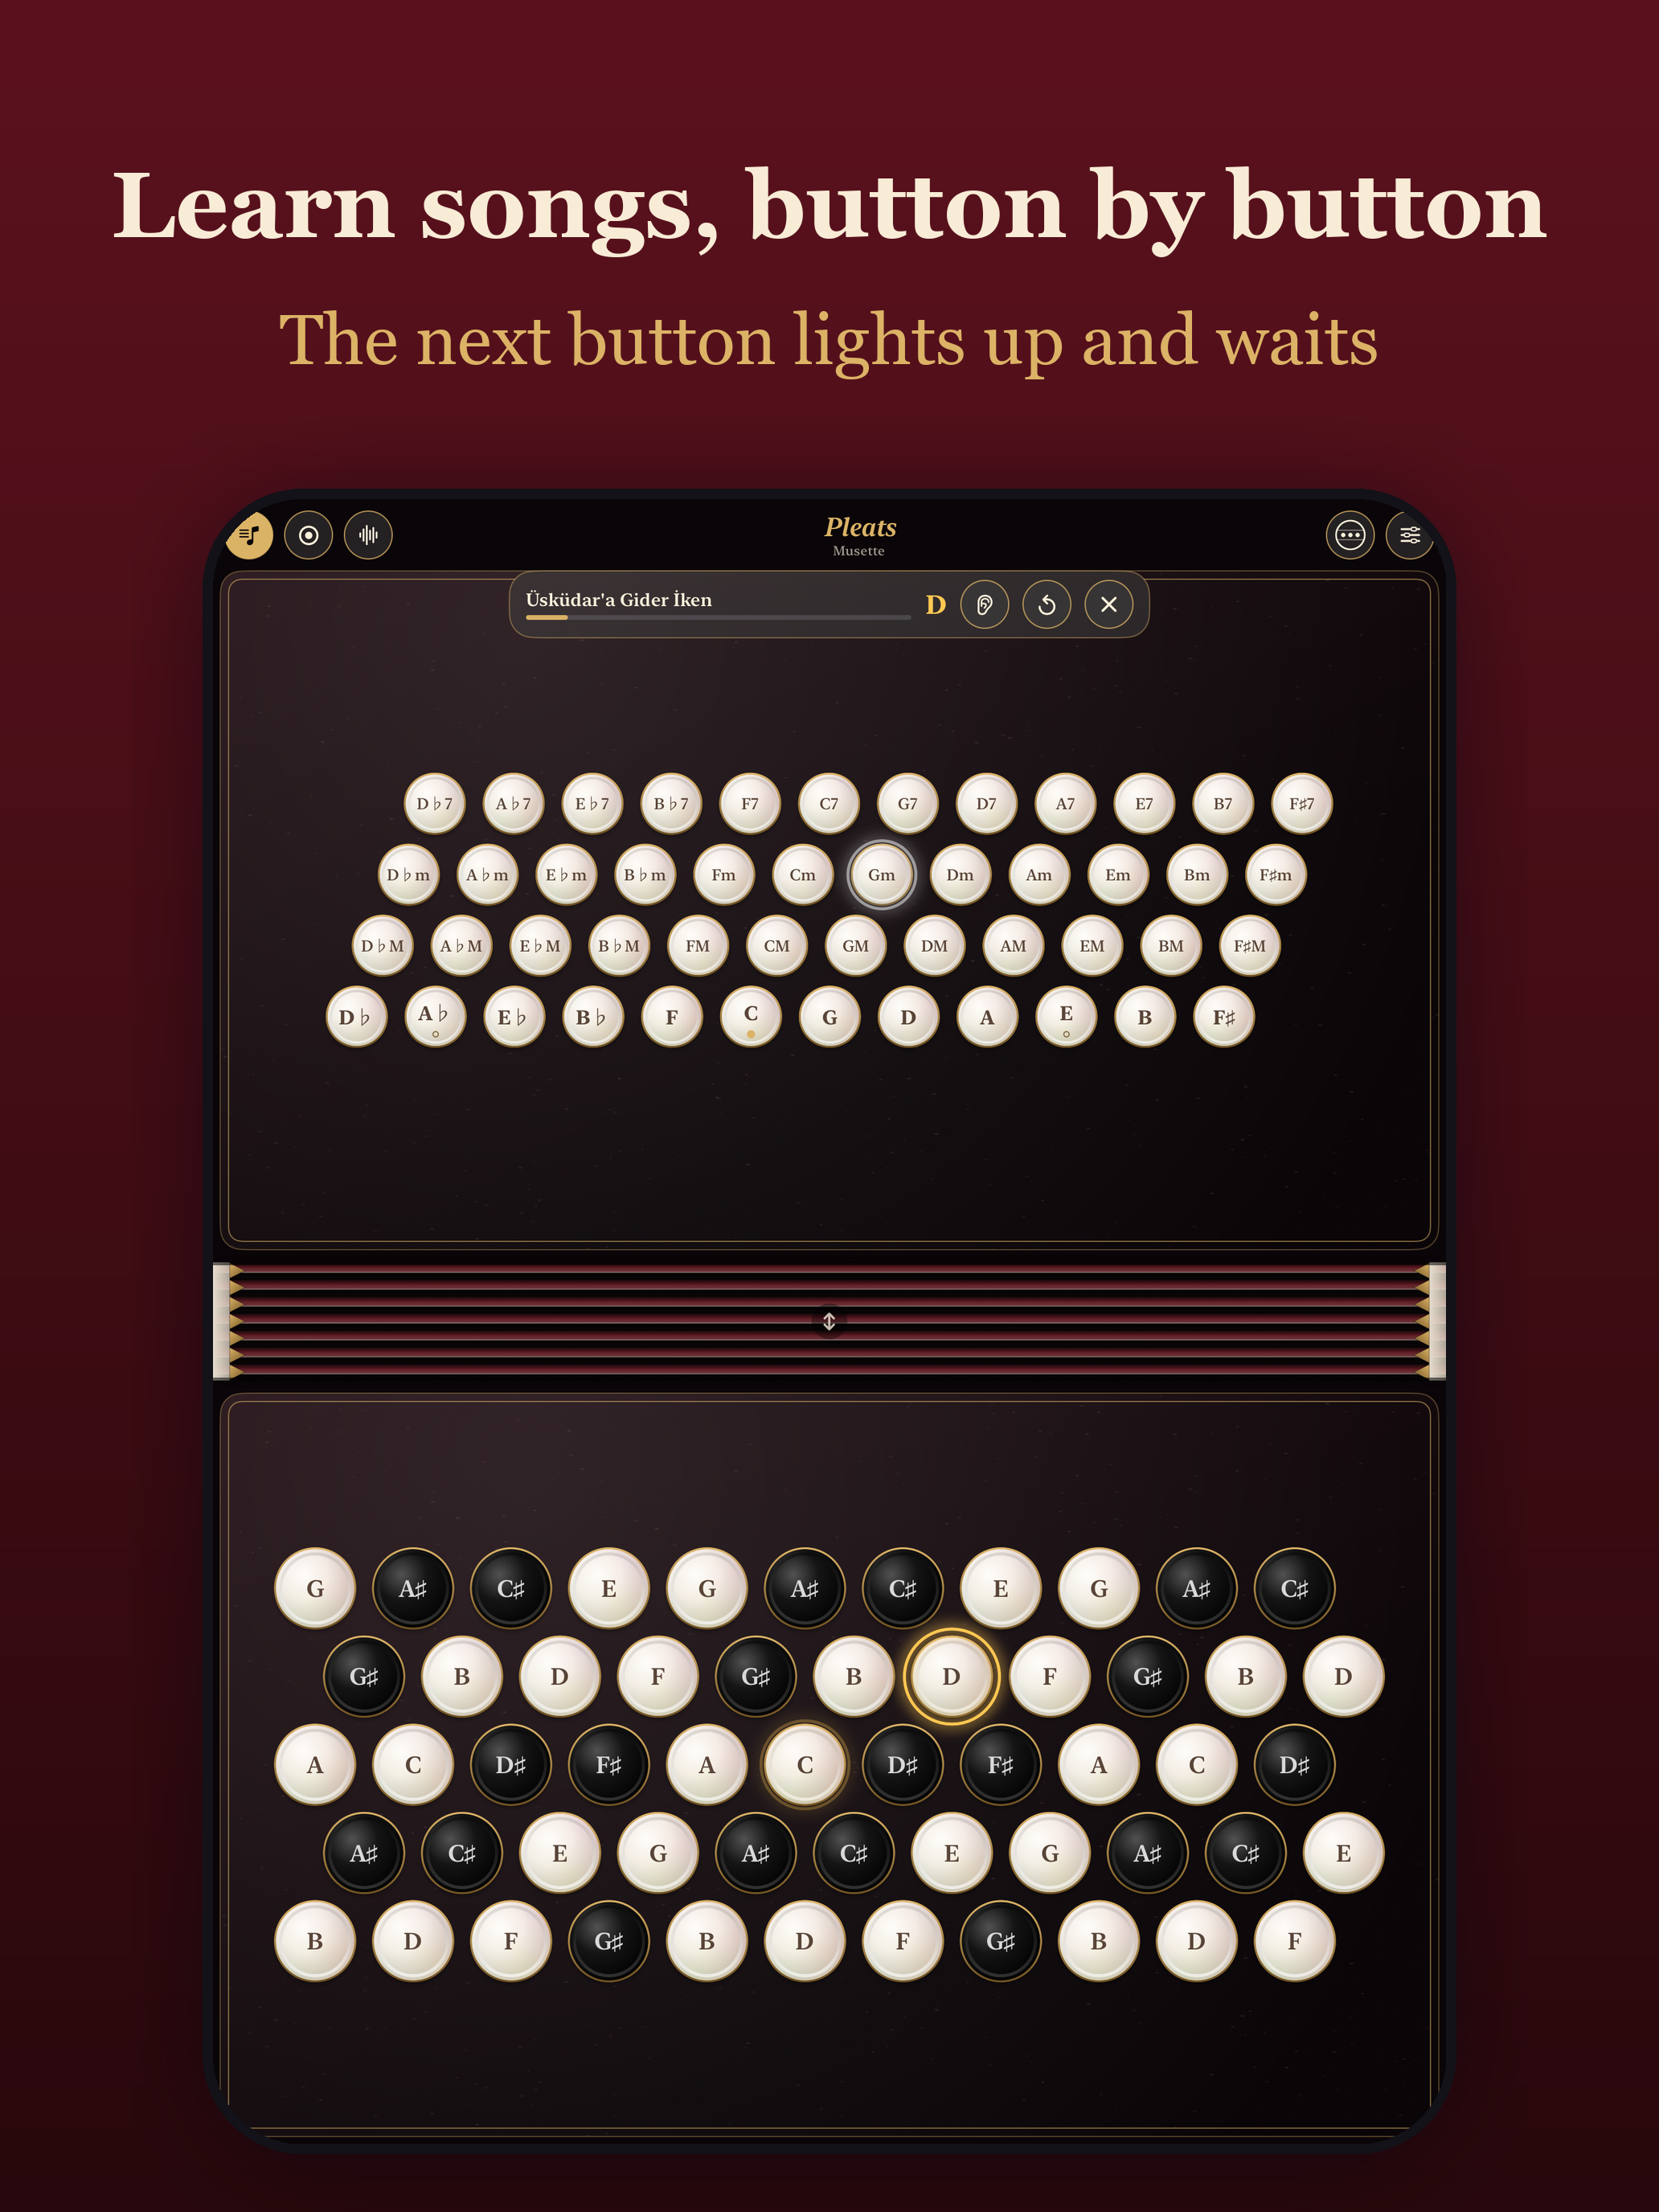 Learn songs, button by button
The next button lights up and waits
Pleats
Musette
Üsküdar'a Gider İken D
D♭7 A♭7 E♭7 B♭7 F7 C7 G7 D7 A7 E7 B7 F♯7
D♭m A♭m E♭m B♭m Fm Cm Gm Dm Am Em Bm F♯m
D♭M A♭M E♭M B♭M FM CM GM DM AM EM BM F♯M
D♭ A♭ E♭ B♭ F C G D A E B F♯
G A♯ C♯ E G A♯ C♯ E G A♯ C♯
G♯ B D F G♯ B D F G♯ B D
A C D♯ F♯ A C D♯ F♯ A C D♯
A♯ C♯ E G A♯ C♯ E G A♯ C♯ E
B D F G♯ B D F G♯ B D F